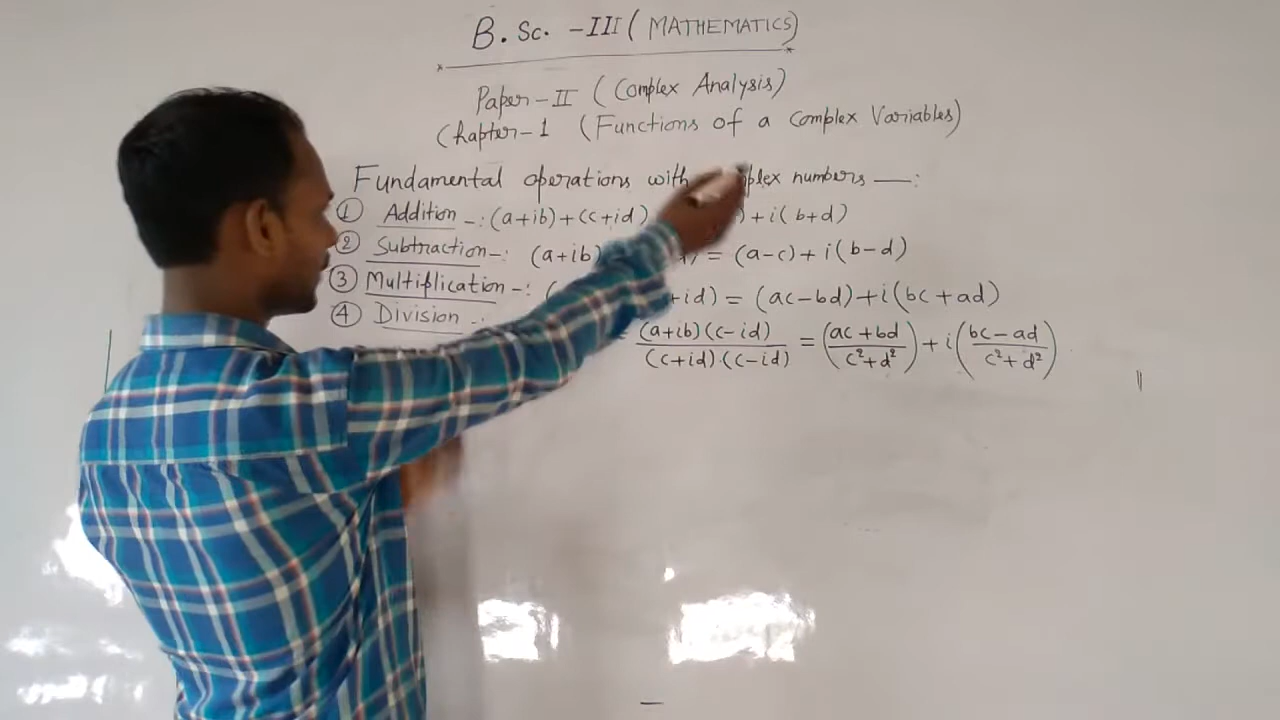 B. Sc. -III ( MATHEMATICS)
Paper-II ( Complex Analysis)
Chapter-1 (Functions of a Complex Variables)
Fundamental operations with numbers —:
① Addition -: (a+ib)+(c+id) ) + i( b+d)
② Subtraction-: (a+ib) = (a-c)+ i(b-d)
③ Multiplication -: ( +id) = (ac-bd)+i(bc+ad)
④ Division -: = (a+ib)(c-id) / (c+id).(c-id) = (ac+bd / c²+d²) + i(bc-ad / c²+d²)